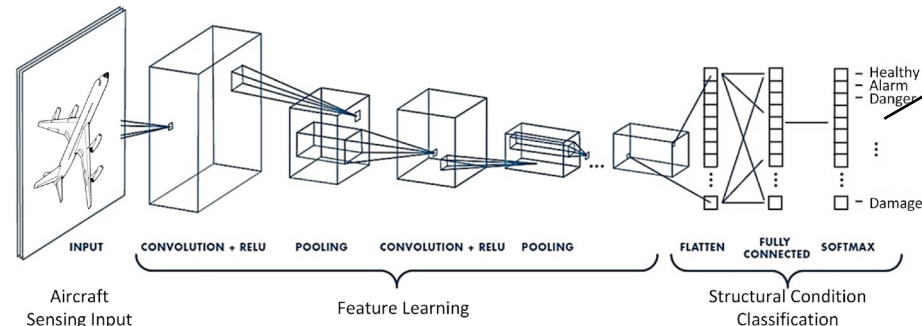 Healthy
Alarm
Danger
Damage
INPUT
CONVOLUTION + RELU
POOLING
CONVOLUTION + RELU
POOLING
FLATTEN
FULLY
CONNECTED
SOFTMAX
Aircraft
Sensing Input
Feature Learning
Structural Condition
Classification